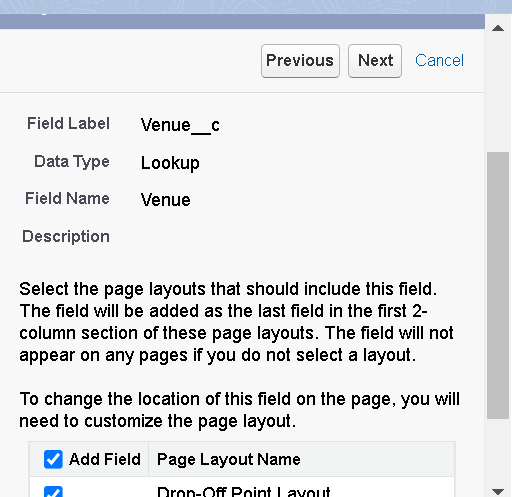 Previous Next Cancel
Field Label Venue__c
Data Type Lookup
Field Name Venue
Description
Select the page layouts that should include this field.
The field will be added as the last field in the first 2-
column section of these page layouts. The field will not
appear on any pages if you do not select a layout.
To change the location of this field on the page, you will
need to customize the page layout.
Add Field Page Layout Name
Drop-Off Point Layout